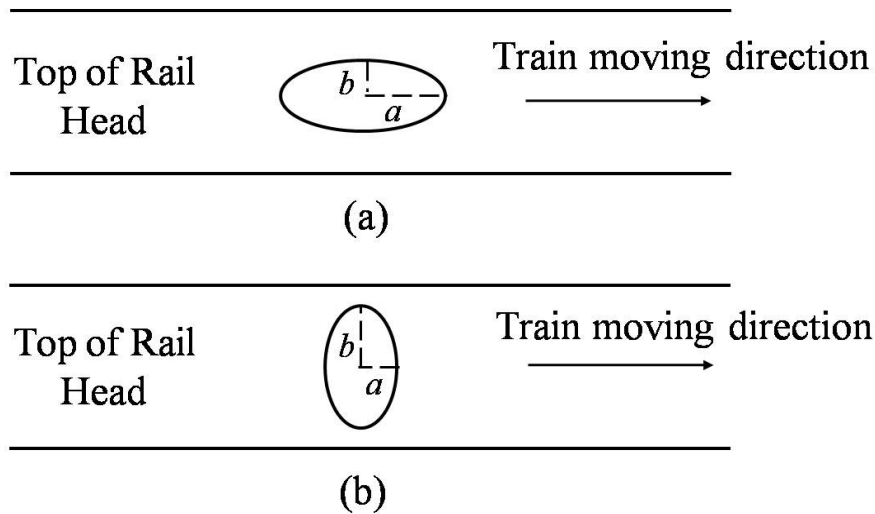 Top of Rail
Head
b
a
Train moving direction
(a)
Top of Rail
Head
b
a
Train moving direction
(b)